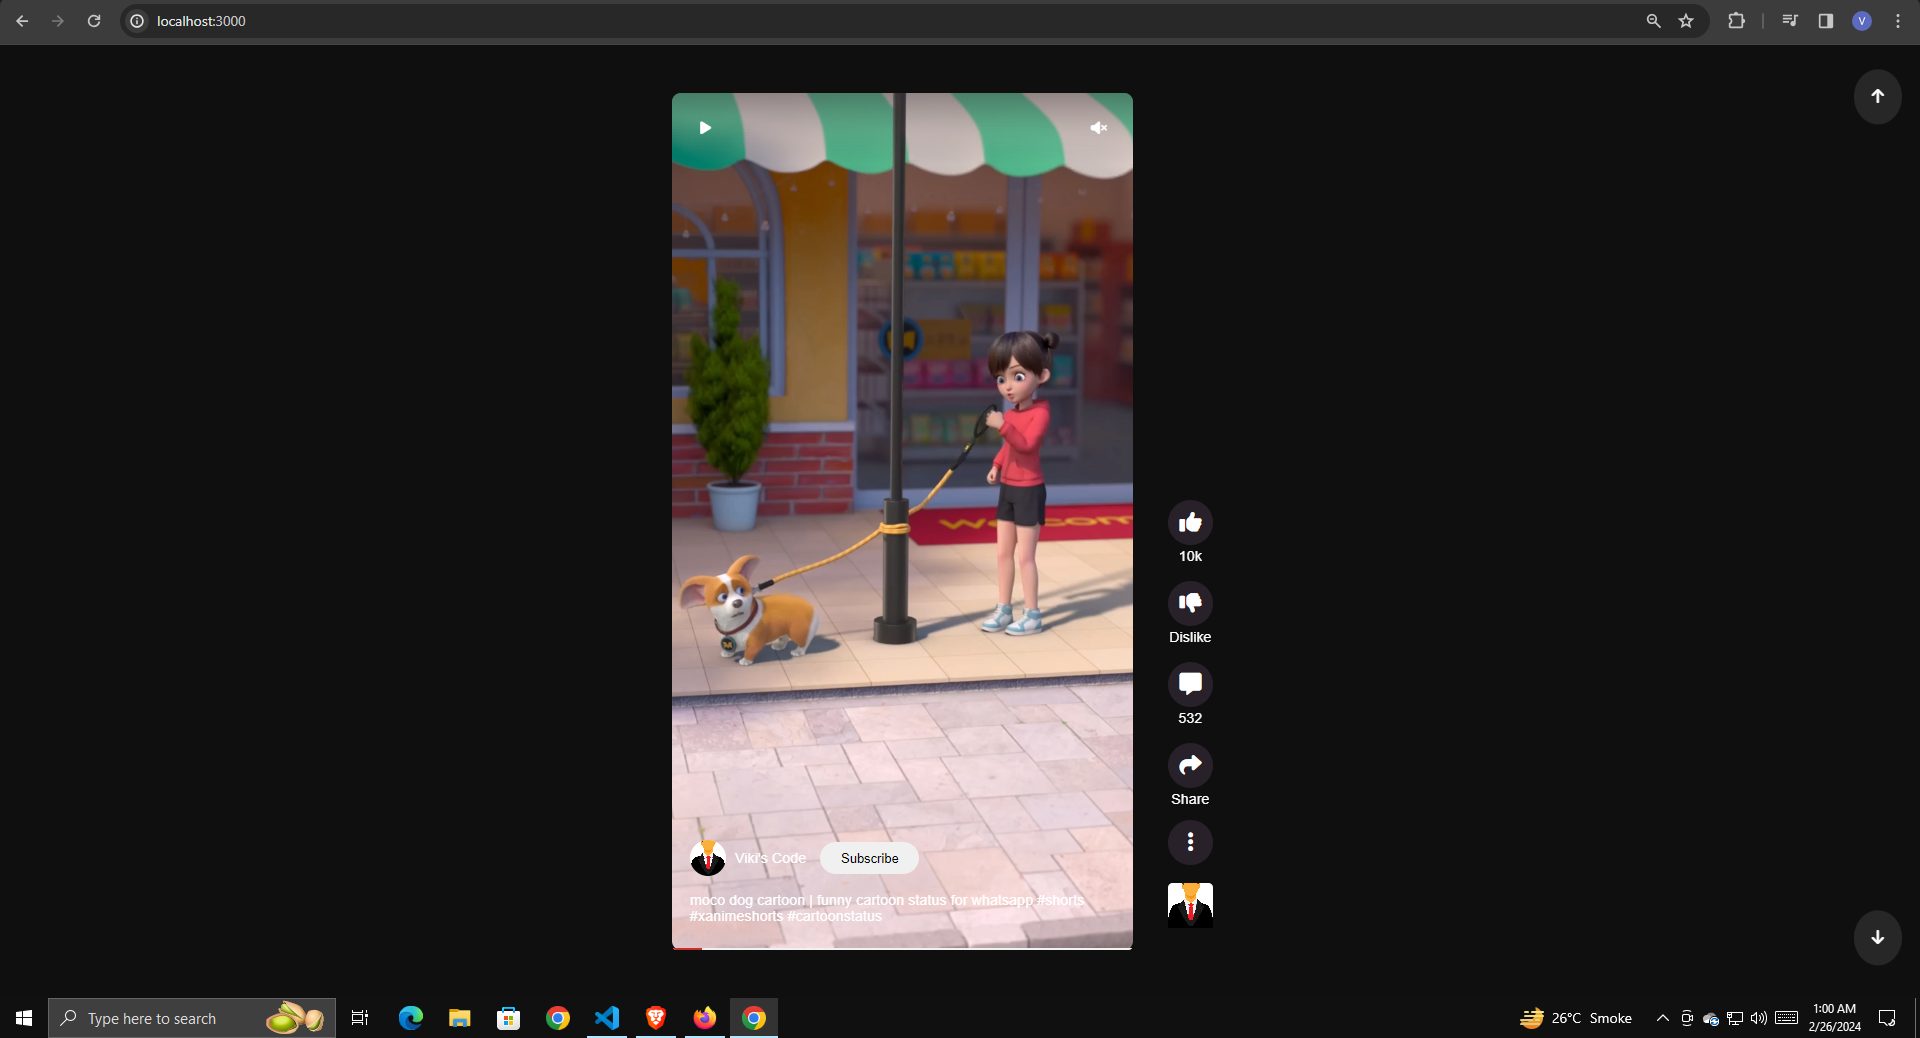 localhost:3000
V
Welcom
10k
Dislike
532
Share
Viki's Code
Subscribe
moco dog cartoon | funny cartoon status for whatsapp #shorts
#xanimeshorts #cartoonstatus
Type here to search
26°C Smoke
1:00 AM
2/26/2024